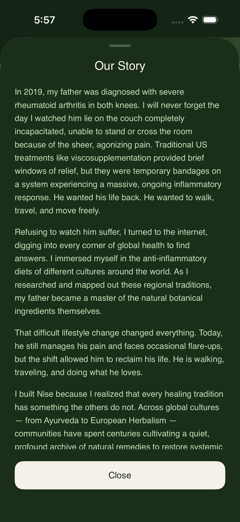 5:57
Our Story
In 2019, my father was diagnosed with severe
rheumatoid arthritis in both knees. I will never forget the
day I watched him lie on the couch completely
incapacitated, unable to stand or cross the room
because of the sheer, agonizing pain. Traditional US
treatments like viscosupplementation provided brief
windows of relief, but they were temporary bandages on
a system experiencing a massive, ongoing inflammatory
response. He wanted his life back. He wanted to walk,
travel, and move freely.
Refusing to watch him suffer, I turned to the internet,
digging into every corner of global health to find
answers. I immersed myself in the anti-inflammatory
diets of different cultures around the world. As I
researched and mapped out these regional traditions,
my father became a master of the natural botanical
ingredients themselves.
That difficult lifestyle change changed everything. Today,
he still manages his pain and faces occasional flare-ups,
but the shift allowed him to reclaim his life. He is walking,
traveling, and doing what he loves.
I built Nise because I realized that every healing tradition
has something the others do not. Across global cultures
— from Ayurveda to European Herbalism —
communities have spent centuries cultivating a quiet,
profound archive of natural remedies to restore systemic
Close